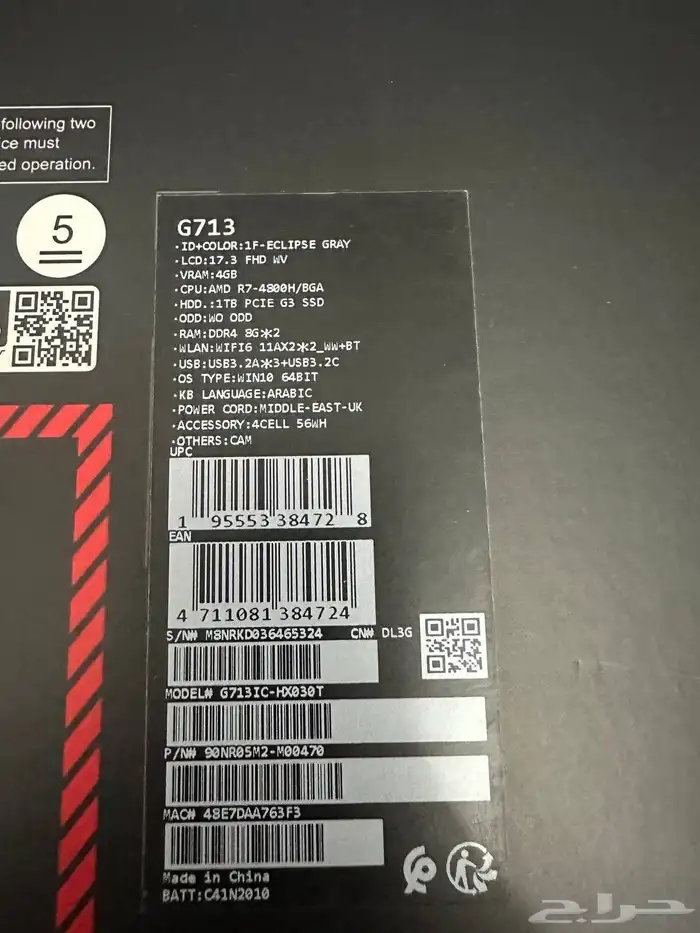 following two
ce must
ed operation.
5
G713
·ID+COLOR:1F-ECLIPSE GRAY
·LCD:17.3 FHD WV
·VRAM:4GB
·CPU:AMD R7-4800H/BGA
·HDD.:1TB PCIE G3 SSD
·ODD:WO ODD
·RAM:DDR4 8G*2
·WLAN:WIFI6 11AX2*2_WW+BT
·USB:USB3.2A*3+USB3.2C
·OS TYPE:WIN10 64BIT
·KB LANGUAGE:ARABIC
·POWER CORD:MIDDLE-EAST-UK
·ACCESSORY:4CELL 56WH
·OTHERS:CAM
UPC
1 95553 38472 8
EAN
4 711081 384724
S/N# M8NRKD036465324 CN# DL3G
MODEL# G713IC-HX030T
P/N# 90NR05M2-M00470
MAC# 48E7DAA763F3
Made in China
BATT:C41N2010
حراج